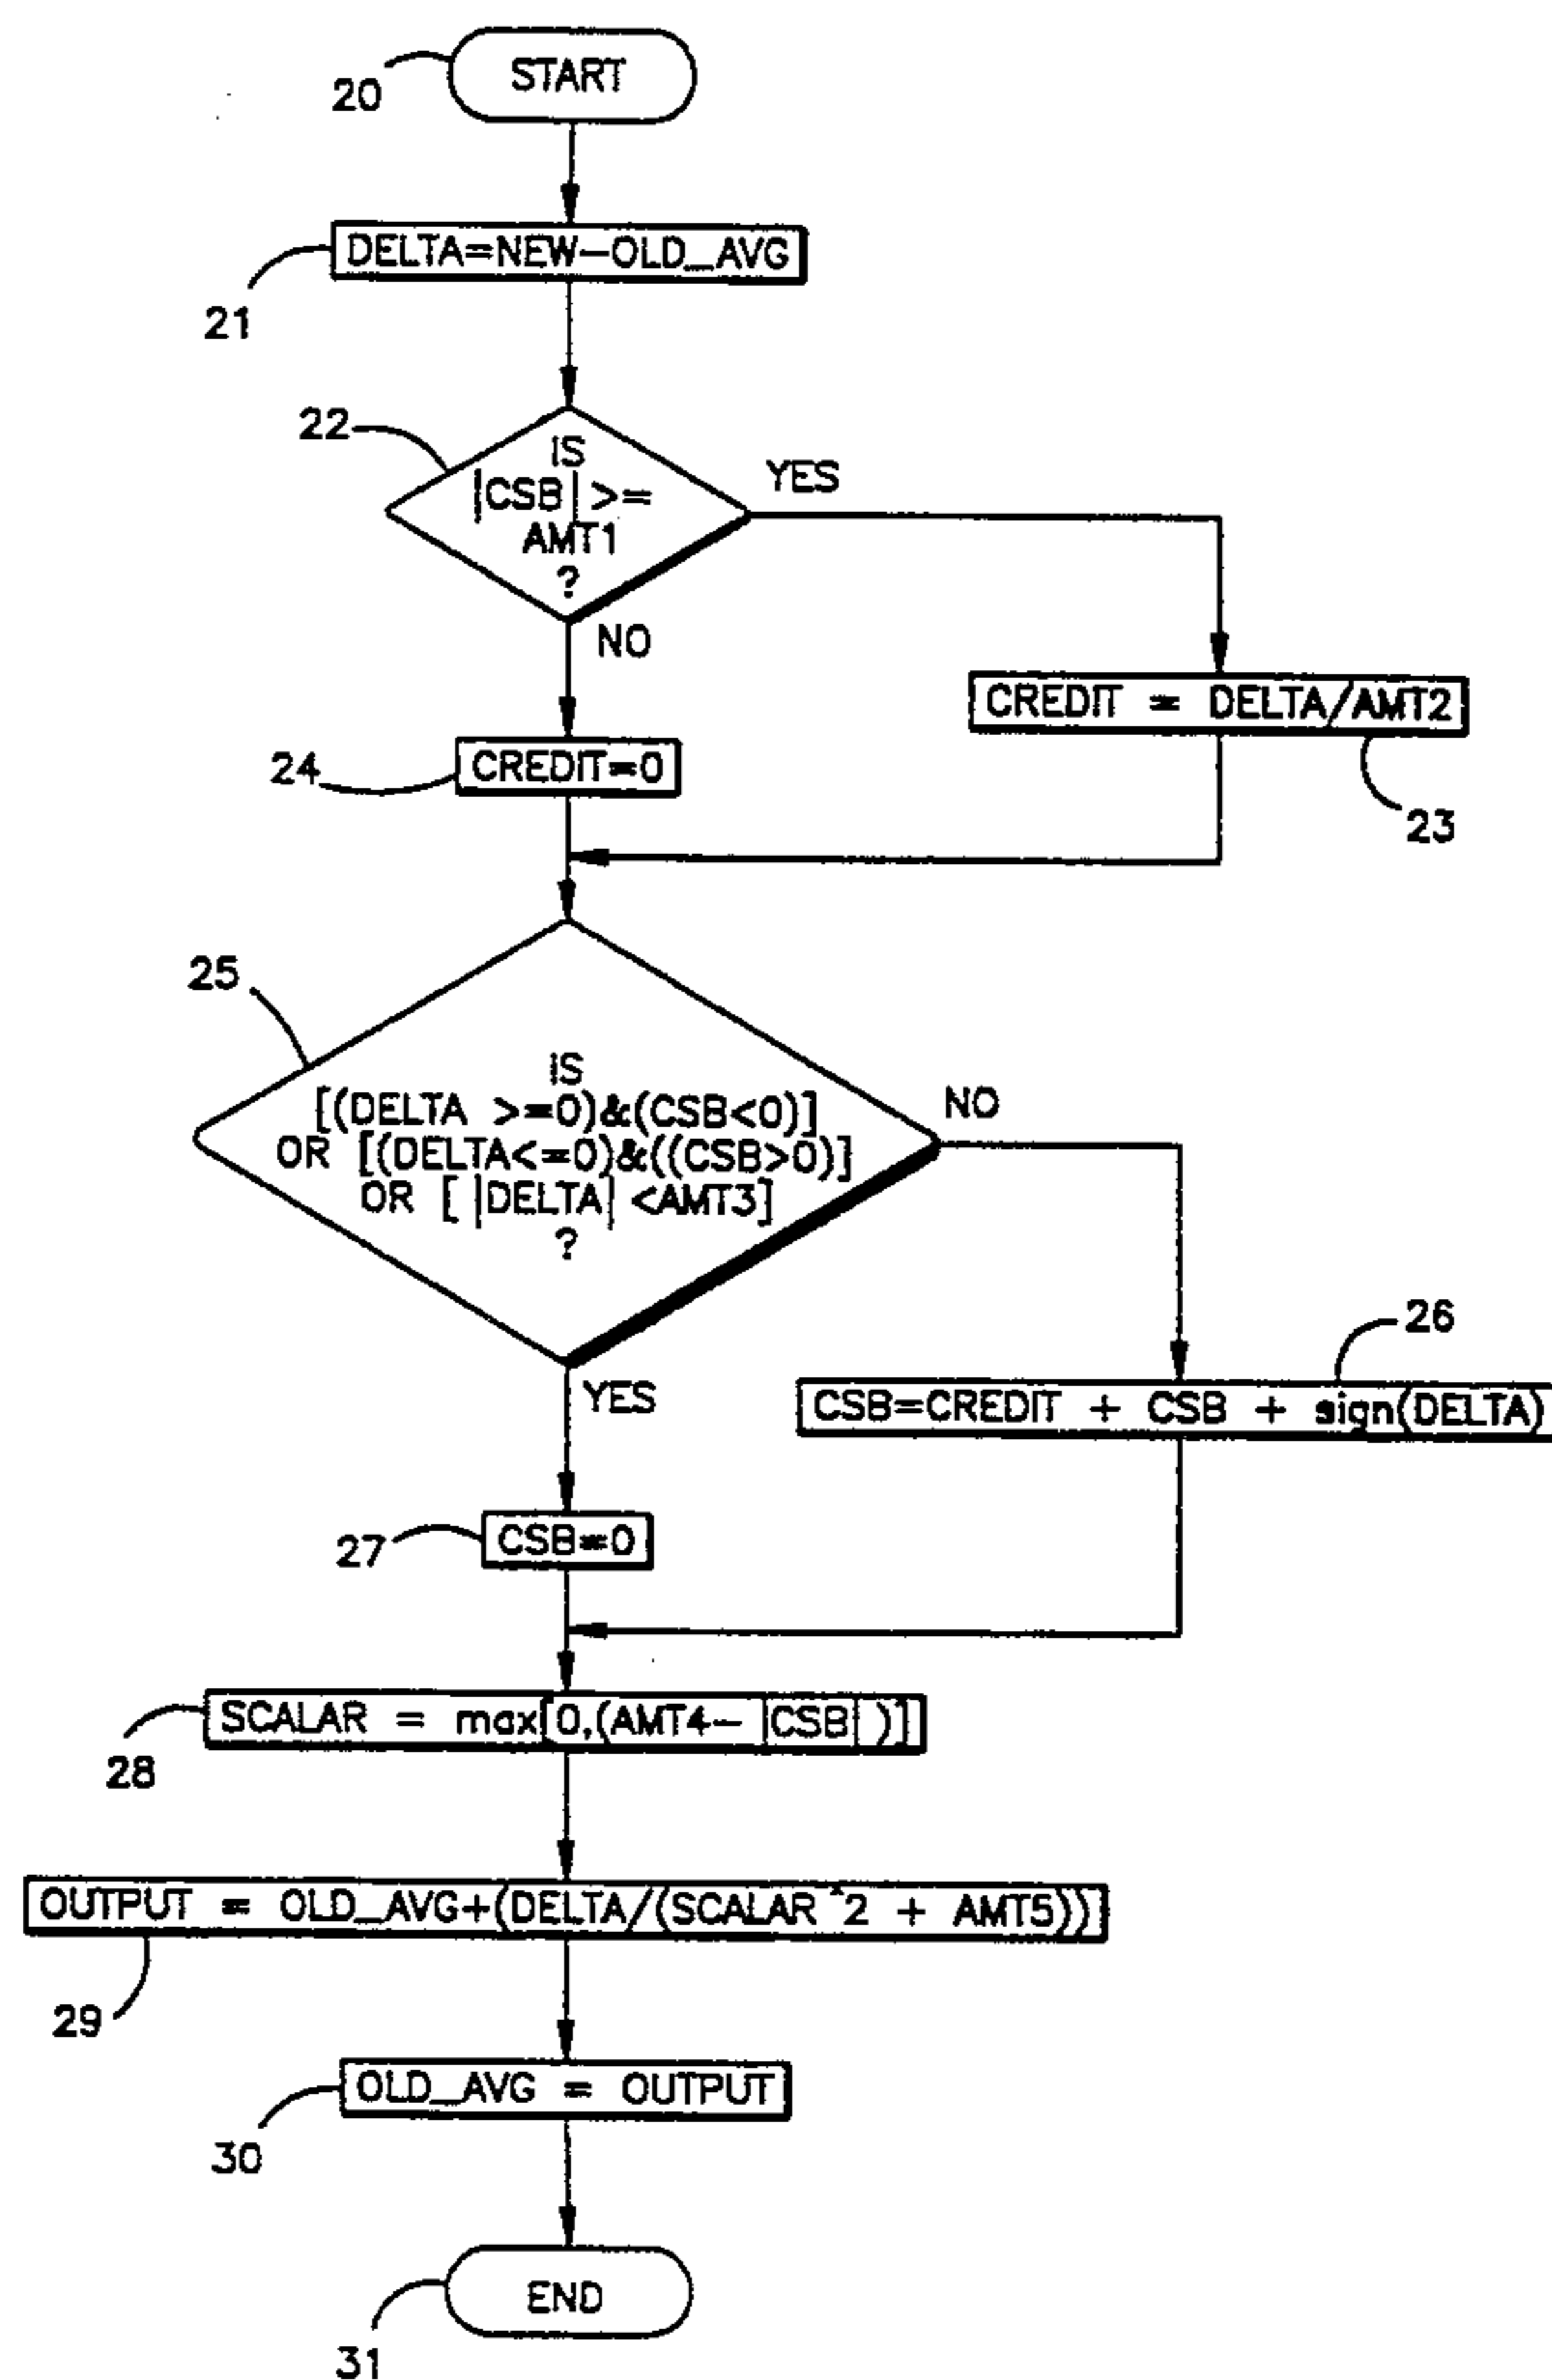 START
20
DELTA=NEW-OLD_AVG
21
22
IS
|CSB| >=
AMT1
?
YES
NO
CREDIT = DELTA/AMT2
24
CREDIT=0
23
25
IS
[(DELTA >=0)&(CSB<0)]
OR [(DELTA<=0)&((CSB>0)]
OR [ |DELTA| <AMT3]
?
NO
YES
26
CSB=CREDIT + CSB + sign(DELTA)
27
CSB=0
SCALAR = max[0,(AMT4- |CSB| )]
28
OUTPUT = OLD_AVG+(DELTA/(SCALAR^2 + AMT5))
29
OLD_AVG = OUTPUT
30
END
31